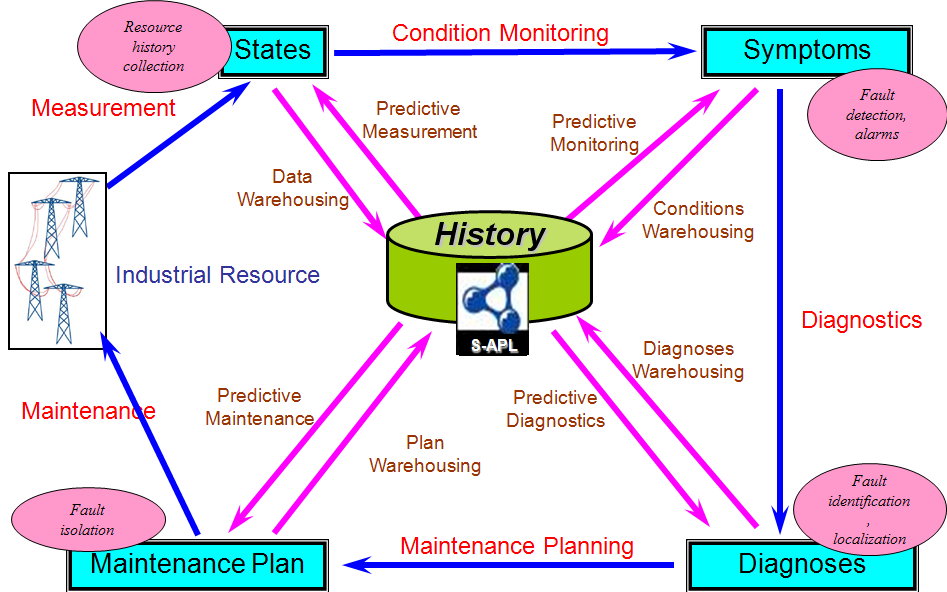 Resource
history
collection
States
Condition Monitoring
Symptoms
Fault
detection,
alarms
Measurement
Predictive
Measurement
Predictive
Monitoring
Data
Warehousing
Conditions
Warehousing
History
Industrial Resource
S-APL
Diagnostics
Diagnoses
Warehousing
Predictive
Maintenance
Predictive
Diagnostics
Maintenance
Plan
Warehousing
Fault
isolation
Fault
identification
,
localization
Maintenance Planning
Maintenance Plan
Diagnoses